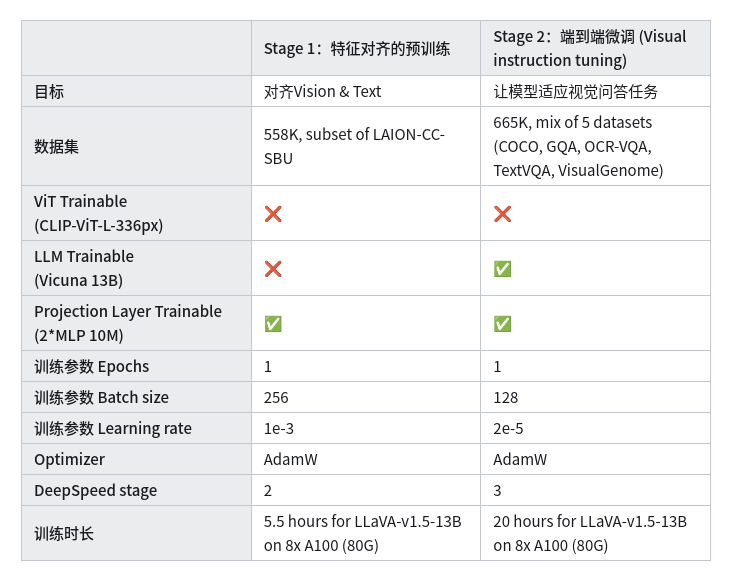 Stage 1：特征对齐的预训练
Stage 2：端到端微调 (Visual
instruction tuning)
目标
对齐Vision & Text
让模型适应视觉问答任务
数据集
558K, subset of LAION-CC-
SBU
665K, mix of 5 datasets
(COCO, GQA, OCR-VQA,
TextVQA, VisualGenome)
ViT Trainable
(CLIP-ViT-L-336px)
❌
❌
LLM Trainable
(Vicuna 13B)
❌
✅
Projection Layer Trainable
(2*MLP 10M)
✅
✅
训练参数 Epochs
1
1
训练参数 Batch size
256
128
训练参数 Learning rate
1e-3
2e-5
Optimizer
AdamW
AdamW
DeepSpeed stage
2
3
训练时长
5.5 hours for LLaVA-v1.5-13B
on 8x A100 (80G)
20 hours for LLaVA-v1.5-13B
on 8x A100 (80G)